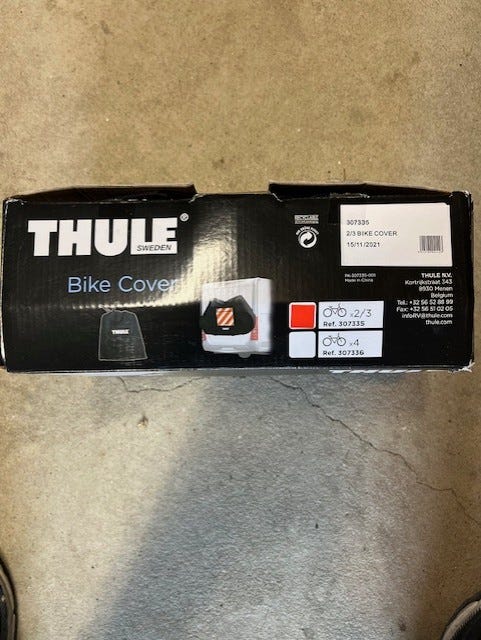 THULE®
SWEDEN
Bike Cover
THULE
307335
2/3 BIKE COVER
15/11/2021
Made in China
x2/3
Ref. 307335
x4
Ref. 307336
THULE N.V.
Kortrijkstraat 343
8930 Menen
Belgium
Tel.: +32 56 52 88 99
Fax: +32 56 51 02 05
infoRV@thule.com
thule.com